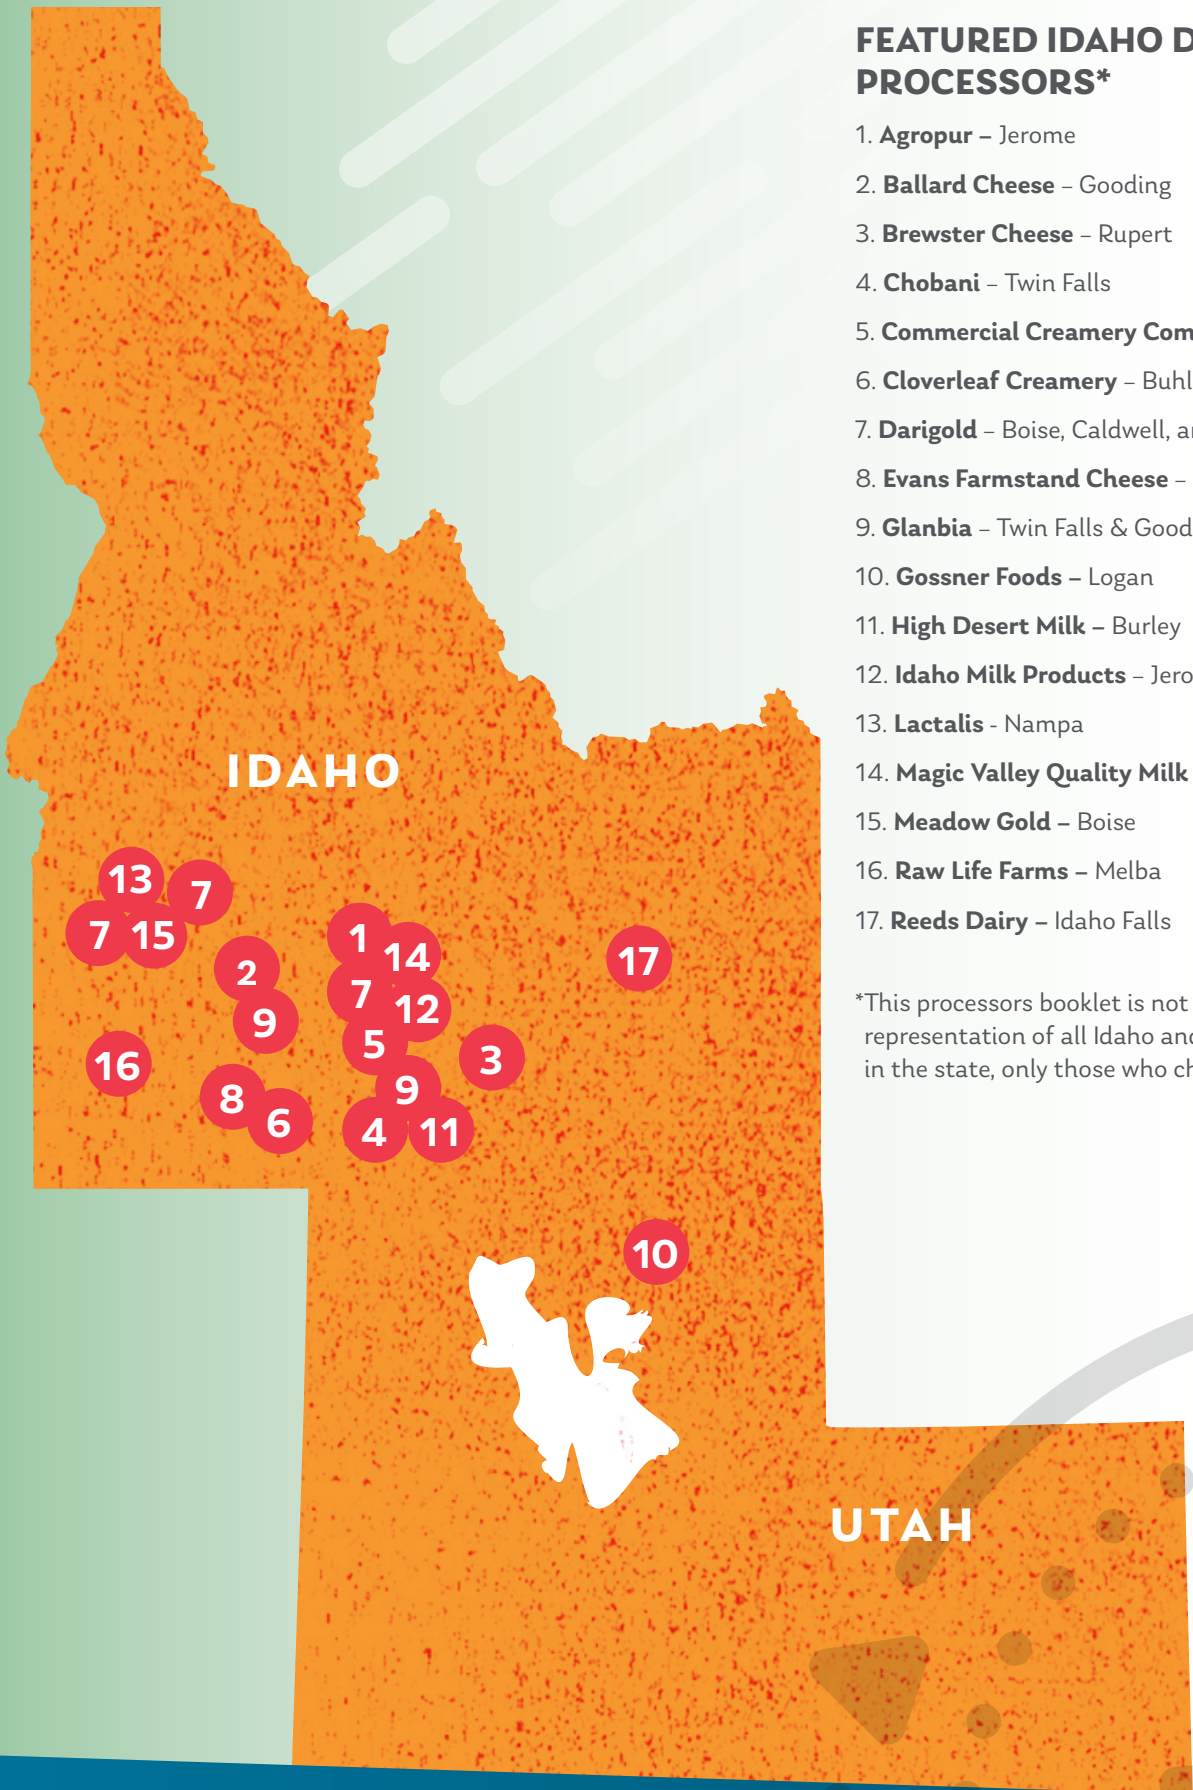 FEATURED IDAHO D
PROCESSORS*
1. Agropur – Jerome
2. Ballard Cheese – Gooding
3. Brewster Cheese – Rupert
4. Chobani – Twin Falls
5. Commercial Creamery Com
6. Cloverleaf Creamery – Buhl
7. Darigold – Boise, Caldwell, an
8. Evans Farmstand Cheese –
9. Glanbia – Twin Falls & Good
10. Gossner Foods – Logan
11. High Desert Milk – Burley
12. Idaho Milk Products – Jero
13. Lactalis - Nampa
14. Magic Valley Quality Milk
15. Meadow Gold – Boise
16. Raw Life Farms – Melba
17. Reeds Dairy – Idaho Falls
*This processors booklet is not
representation of all Idaho and
in the state, only those who ch
IDAHO
13
7
7 15
1
14
2
17
7
12
9
5
3
16
9
8
6
4
11
10
UTAH